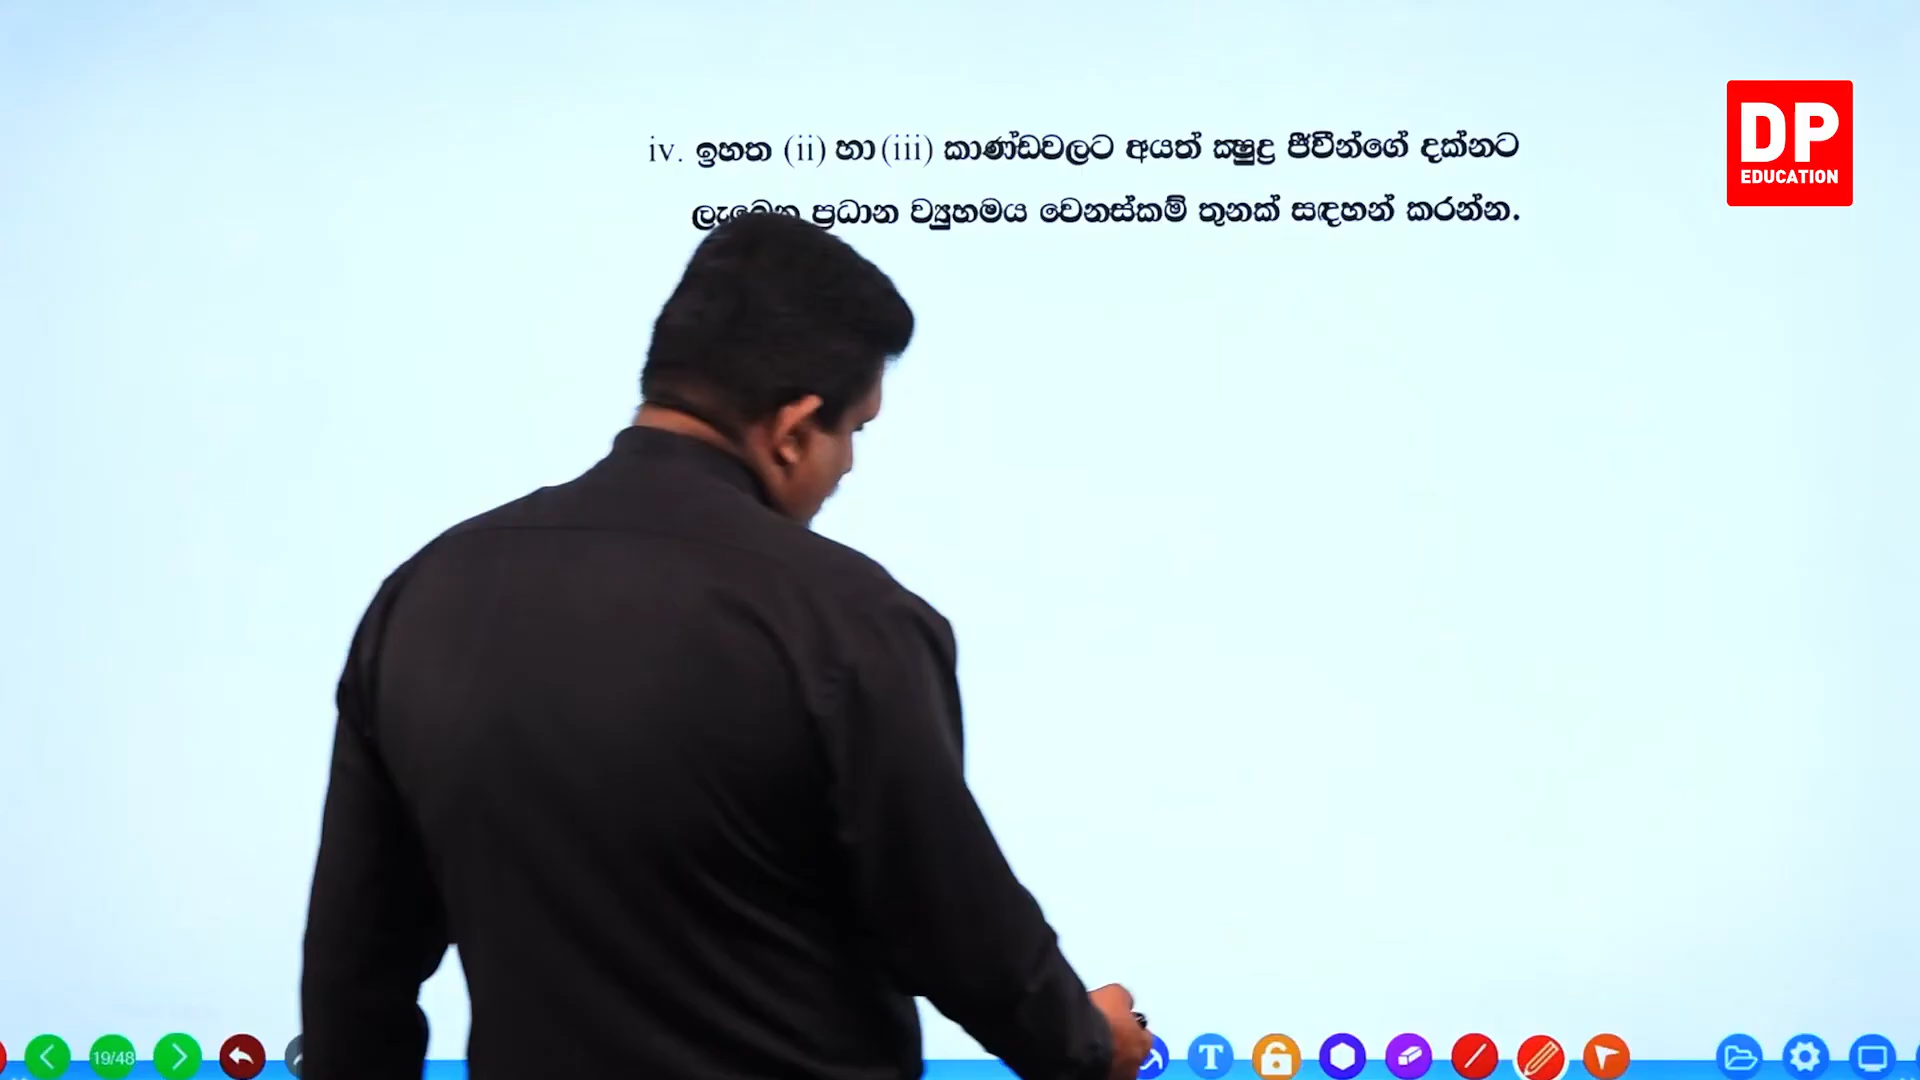 iv. ඉහත (ii) හා (iii) කාණ්ඩවලට අයත් ක්‍ෂුද්‍ර ජීවීන්ගේ දක්නට
ප්‍රධාන ව්‍යුහමය වෙනස්කම් තුනක් සඳහන් කරන්න.
DP
EDUCATION
19/48
T